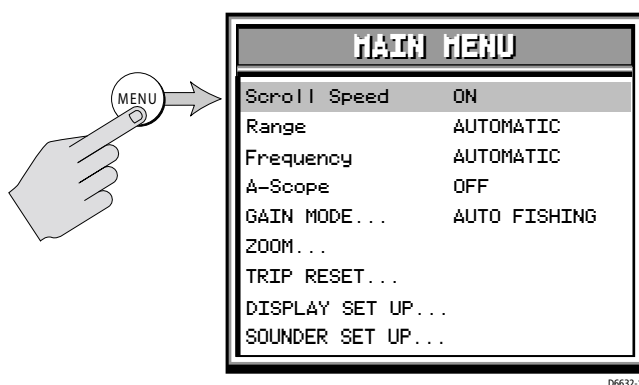 MAIN MENU
MENU
Scroll Speed ON
Range AUTOMATIC
Frequency AUTOMATIC
A-Scope OFF
GAIN MODE... AUTO FISHING
ZOOM...
TRIP RESET...
DISPLAY SET UP...
SOUNDER SET UP...